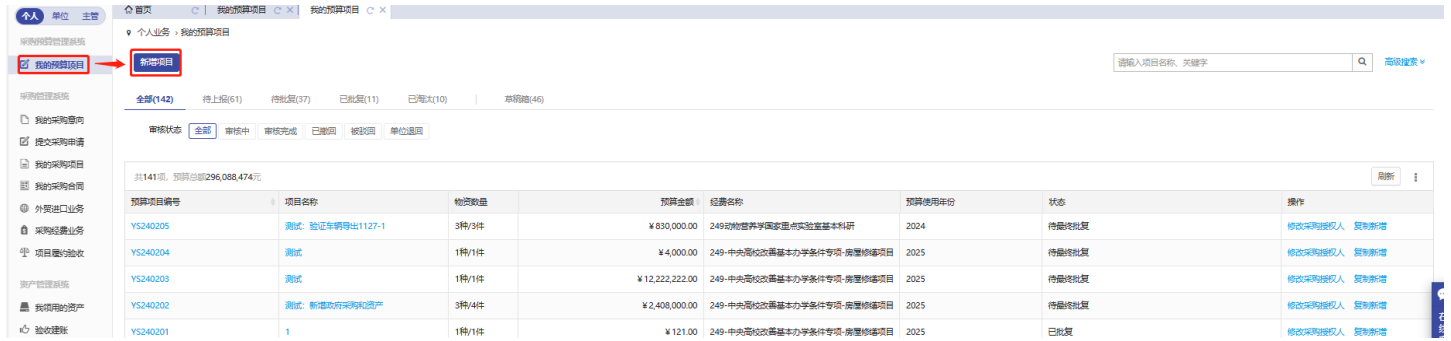 个人 单位 主管
首页 我的预算项目 我的预算项目
个人业务 › 我的预算项目
采购预算管理系统
我的预算项目
新增项目
请输入项目名称、关键字
高级搜索
采购管理系统
我的采购意向
提交采购申请
我的采购项目
我的采购合同
外贸进口业务
采购经费业务
项目履约验收
资产管理系统
我领用的资产
验收建账
全部(142) 待上报(61) 待批复(37) 已批复(11) 已淘汰(10) 草稿箱(46)
审核状态 全部 审核中 审核完成 已撤回 被驳回 单位退回
共141项, 预算总额296,088,474元
刷新
预算项目编号 项目名称 物资数量 预算金额 经费名称 预算使用年份 状态 操作
YS240205 测试：验证车辆导出1127-1 3种/3件 ¥830,000.00 249动物营养学国家重点实验室基本科研 2024 待最终批复 修改采购授权人 复制新增
YS240204 测试 1种/1件 ¥4,000.00 249-中央高校改善基本办学条件专项-房屋修缮项目 2025 待最终批复 修改采购授权人 复制新增
YS240203 测试 1种/1件 ¥12,222,222.00 249-中央高校改善基本办学条件专项-房屋修缮项目 2025 待最终批复 修改采购授权人 复制新增
YS240202 测试：新增政府采购和资产 3种/4件 ¥2,408,000.00 249-中央高校改善基本办学条件专项-房屋修缮项目 2025 待最终批复 修改采购授权人 复制新增
YS240201 1 1种/1件 ¥121.00 249-中央高校改善基本办学条件专项-房屋修缮项目 2025 已批复 修改采购授权人 复制新增
在